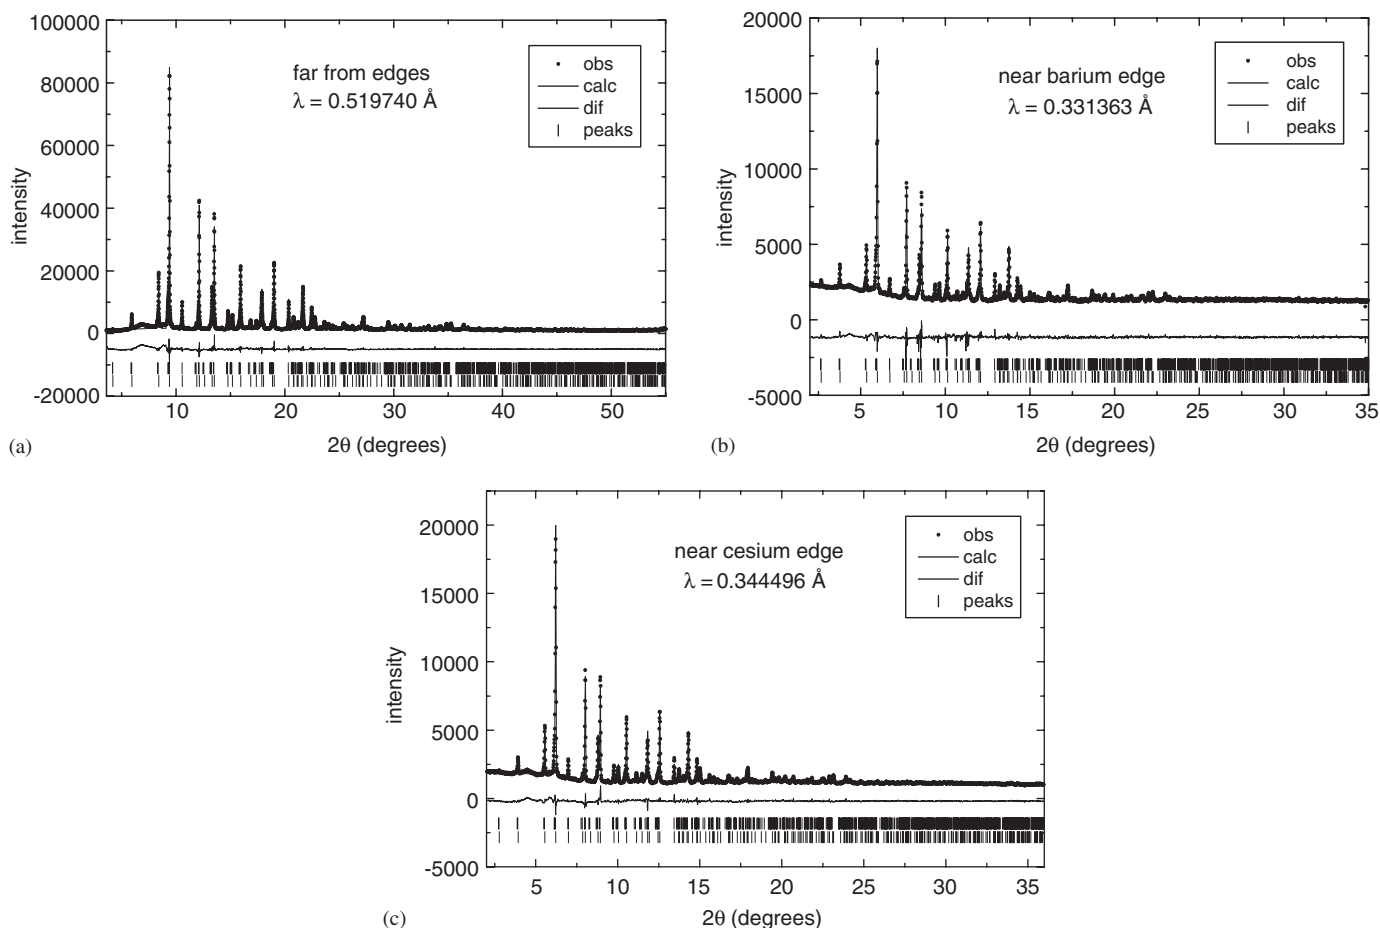 100000
80000
60000
40000
20000
0
-20000
intensity
far from edges
λ = 0.519740 Å
obs
calc
dif
peaks
10 20 30 40 50
2θ (degrees)
(a)
20000
15000
10000
5000
0
-5000
intensity
near barium edge
λ = 0.331363 Å
obs
calc
dif
peaks
5 10 15 20 25 30 35
2θ (degrees)
(b)
20000
15000
10000
5000
0
-5000
intensity
near cesium edge
λ = 0.344496 Å
obs
calc
dif
peaks
5 10 15 20 25 30 35
2θ (degrees)
(c)